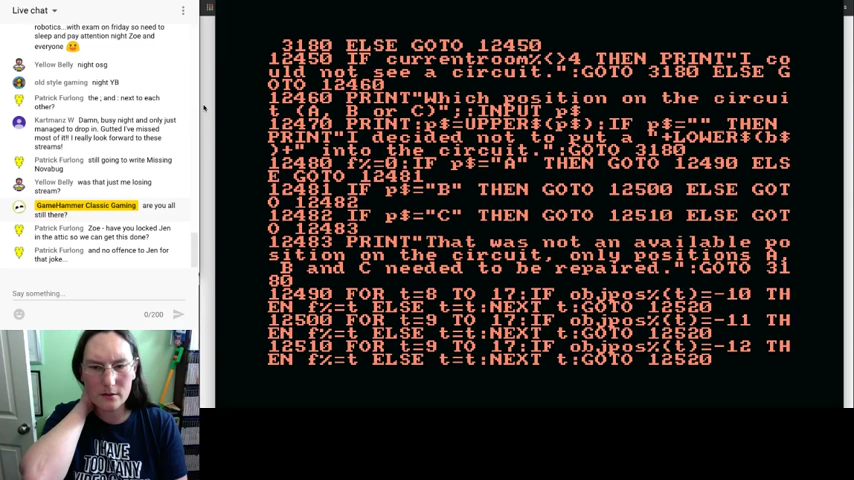 Live chat
robotics...with exam on friday so need to
sleep and pay attention night Zoe and
everyone
Yellow Belly night osg
old style gaming night YB
Patrick Furlong the ; and : next to each
other?
Kartmanz W Damn, busy night and only just
managed to drop in. Gutted I've missed
most of it!! I really look forward to these
streams!
Patrick Furlong still going to write Missing
Novabug
Yellow Belly was that just me losing
stream?
GameHammer Classic Gaming are you all
still there?
Patrick Furlong Zoe - have you locked Jen
in the attic so we can get this done?
Patrick Furlong and no offence to Jen for
that joke...
Say something...
0/200
3180 ELSE GOTO 12450
12450 IF currentroom%<>4 THEN PRINT"I co
uld not see a circuit.":GOTO 3180 ELSE G
OTO 12460
12460 PRINT"Which position on the circui
t (A, B or C)";:INPUT p$
12470 PRINT:p$=UPPER$(p$):IF p$="" THEN
PRINT"I decided not to put a "+LOWER$(b$
)+" into the circuit.":GOTO 3180
12480 f%=0:IF p$="A" THEN GOTO 12490 ELS
E GOTO 12481
12481 IF p$="B" THEN GOTO 12500 ELSE GOT
O 12482
12482 IF p$="C" THEN GOTO 12510 ELSE GOT
O 12483
12483 PRINT"That was not an available po
sition on the circuit, only positions A,
B and C needed to be repaired.":GOTO 31
80
12490 FOR t=8 TO 17:IF objpos%(t)=-10 TH
EN f%=t ELSE t=t:NEXT t:GOTO 12520
12500 FOR t=9 TO 17:IF objpos%(t)=-11 TH
EN f%=t ELSE t=t:NEXT t:GOTO 12520
12510 FOR t=9 TO 17:IF objpos%(t)=-12 TH
EN f%=t ELSE t=t:NEXT t:GOTO 12520
I HAVE
TOO MANY